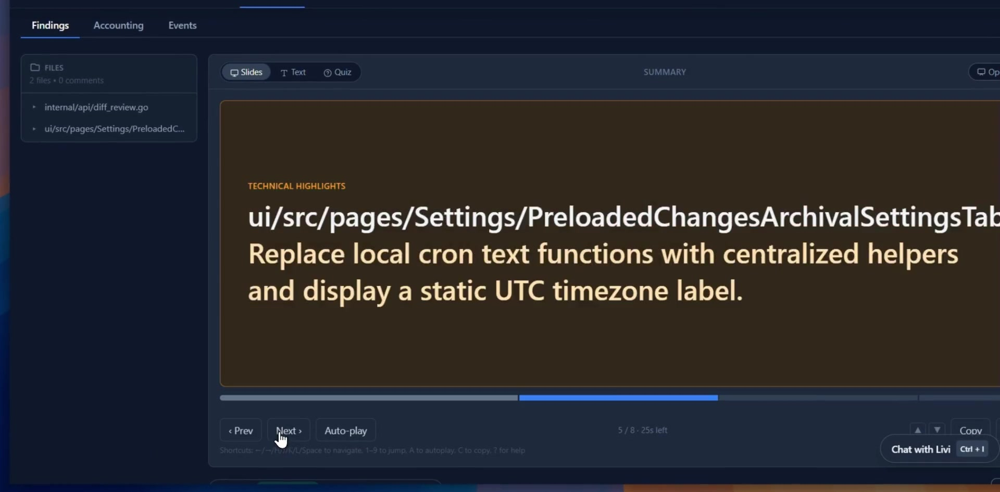 Findings Accounting Events
FILES
2 files • 0 comments
internal/api/diff_review.go
ui/src/pages/Settings/PreloadedC...
Slides Text Quiz
SUMMARY
TECHNICAL HIGHLIGHTS
ui/src/pages/Settings/PreloadedChangesArchivalSettingsTab
Replace local cron text functions with centralized helpers
and display a static UTC timezone label.
‹ Prev Next › Auto-play
5 / 8 · 25s left
▲ ▼ Copy
Shortcuts: ←/→/H/J/K/L/Space to navigate, 1–9 to jump, A to autoplay, C to copy, ? for help
Chat with Livi Ctrl + I